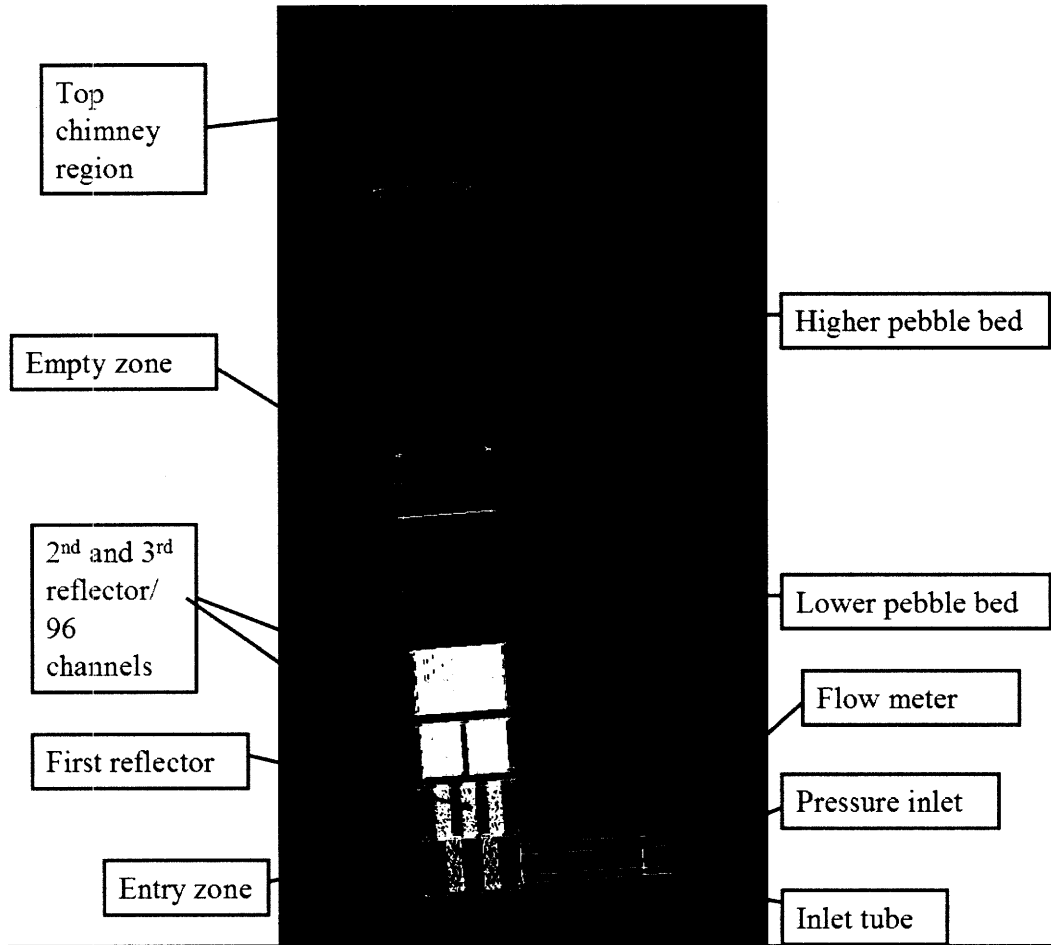 Top
chimney
region
Higher pebble bed
Empty zone
2nd and 3rd
reflector/
96
channels
Lower pebble bed
Flow meter
First reflector
Pressure inlet
Entry zone
Inlet tube